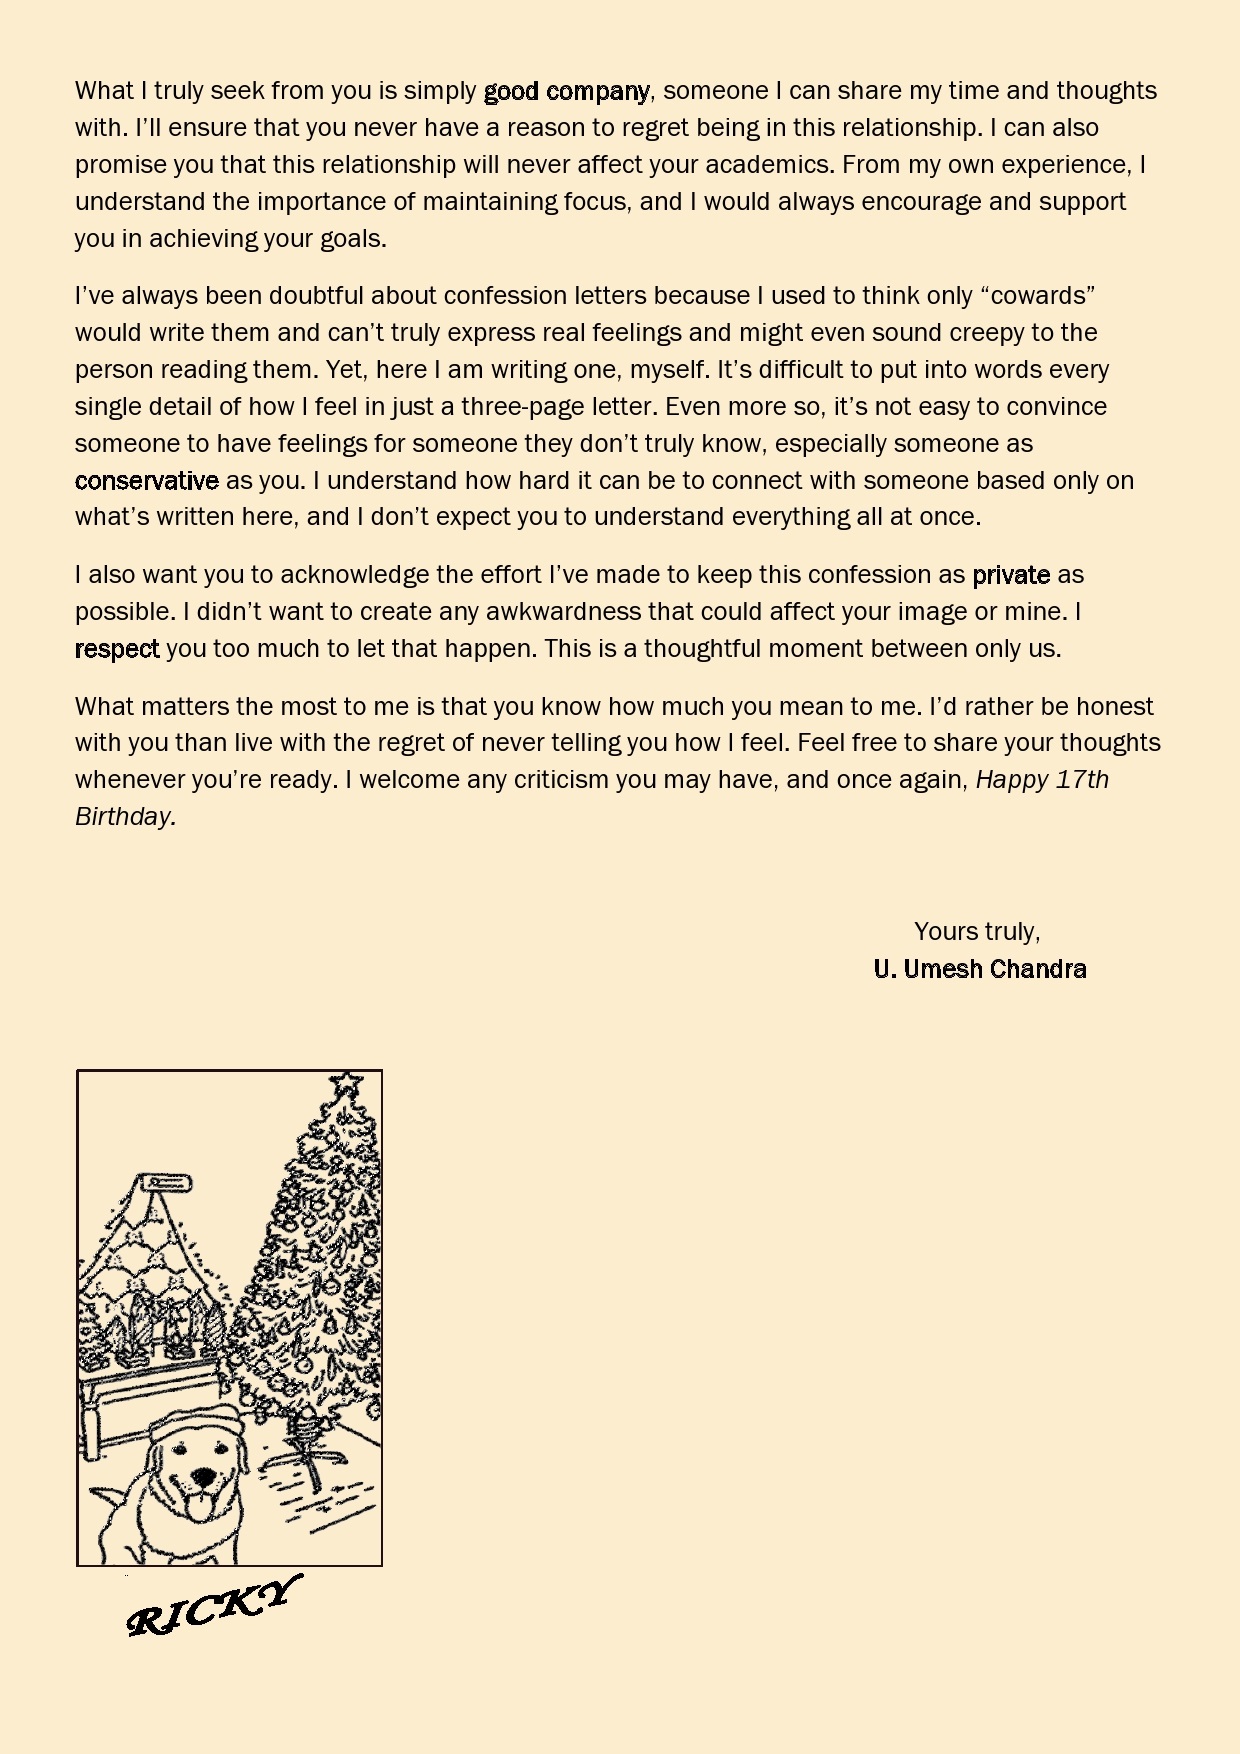 What I truly seek from you is simply good company, someone I can share my time and thoughts
with. I’ll ensure that you never have a reason to regret being in this relationship. I can also
promise you that this relationship will never affect your academics. From my own experience, I
understand the importance of maintaining focus, and I would always encourage and support
you in achieving your goals.
I’ve always been doubtful about confession letters because I used to think only “cowards”
would write them and can’t truly express real feelings and might even sound creepy to the
person reading them. Yet, here I am writing one, myself. It’s difficult to put into words every
single detail of how I feel in just a three-page letter. Even more so, it’s not easy to convince
someone to have feelings for someone they don’t truly know, especially someone as
conservative as you. I understand how hard it can be to connect with someone based only on
what’s written here, and I don’t expect you to understand everything all at once.
I also want you to acknowledge the effort I’ve made to keep this confession as private as
possible. I didn’t want to create any awkwardness that could affect your image or mine. I
respect you too much to let that happen. This is a thoughtful moment between only us.
What matters the most to me is that you know how much you mean to me. I’d rather be honest
with you than live with the regret of never telling you how I feel. Feel free to share your thoughts
whenever you’re ready. I welcome any criticism you may have, and once again, Happy 17th
Birthday.
Yours truly,
U. Umesh Chandra
RICKY